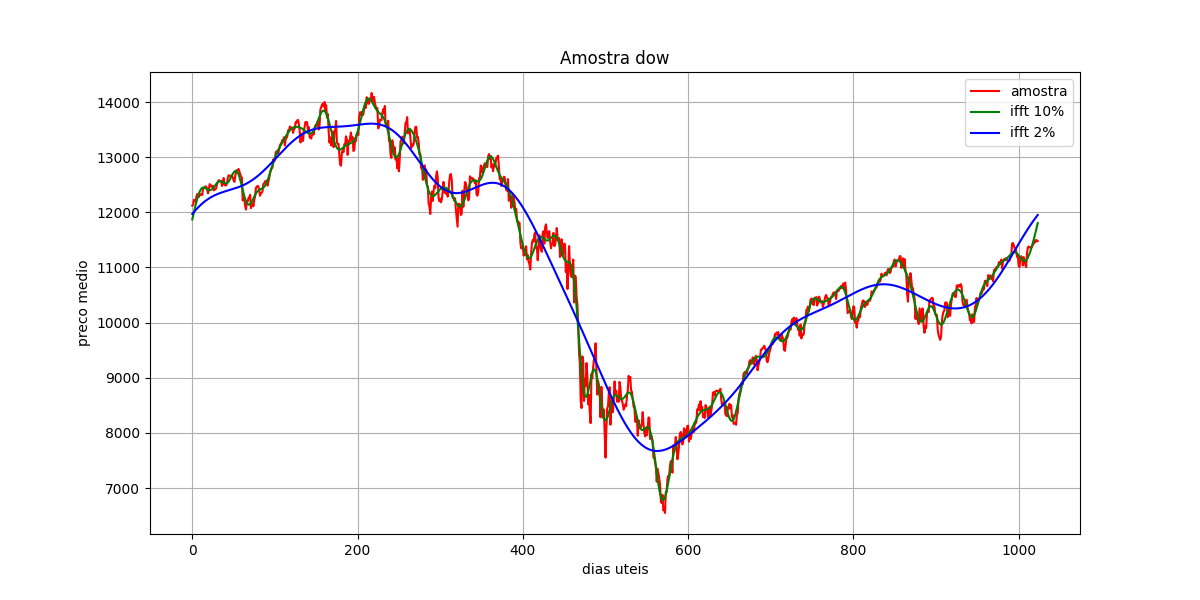 Amostra dow
amostra
ifft 10%
ifft 2%
14000
13000
12000
11000
10000
9000
8000
7000
preco medio
0 200 400 600 800 1000
dias uteis